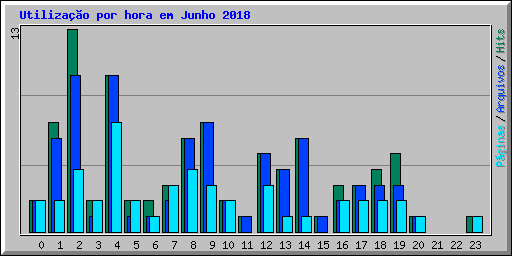 Utilização por hora em Junho 2018
13
Páginas / Arquivos / Hits
0 1 2 3 4 5 6 7 8 9 10 11 12 13 14 15 16 17 18 19 20 21 22 23